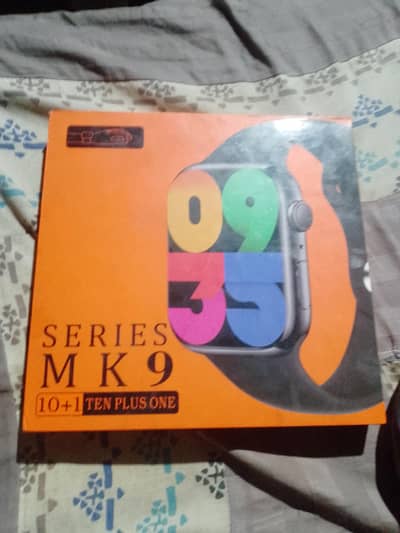 09
35
SERIES
MK9
10+1 TEN PLUS ONE